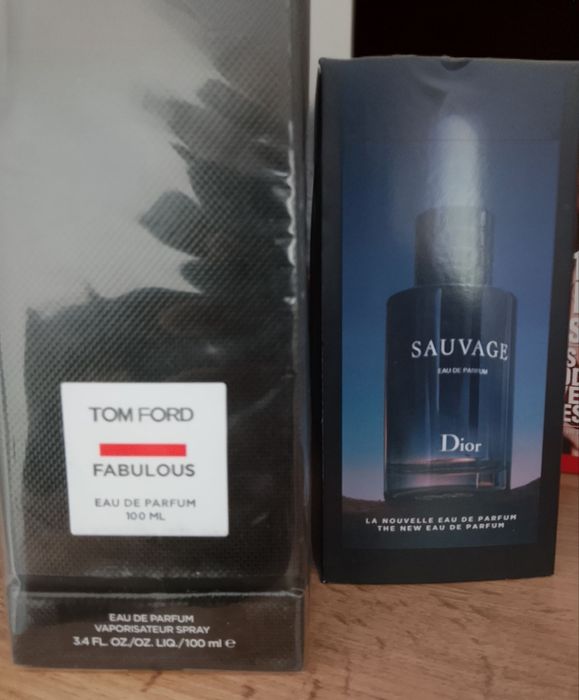 TOM FORD
FABULOUS
EAU DE PARFUM
100 ML
EAU DE PARFUM
VAPORISATEUR SPRAY
3.4 FL. OZ./OZ. LIQ./100 ml ℮
SAUVAGE
EAU DE PARFUM
Dior
LA NOUVELLE EAU DE PARFUM
THE NEW EAU DE PARFUM